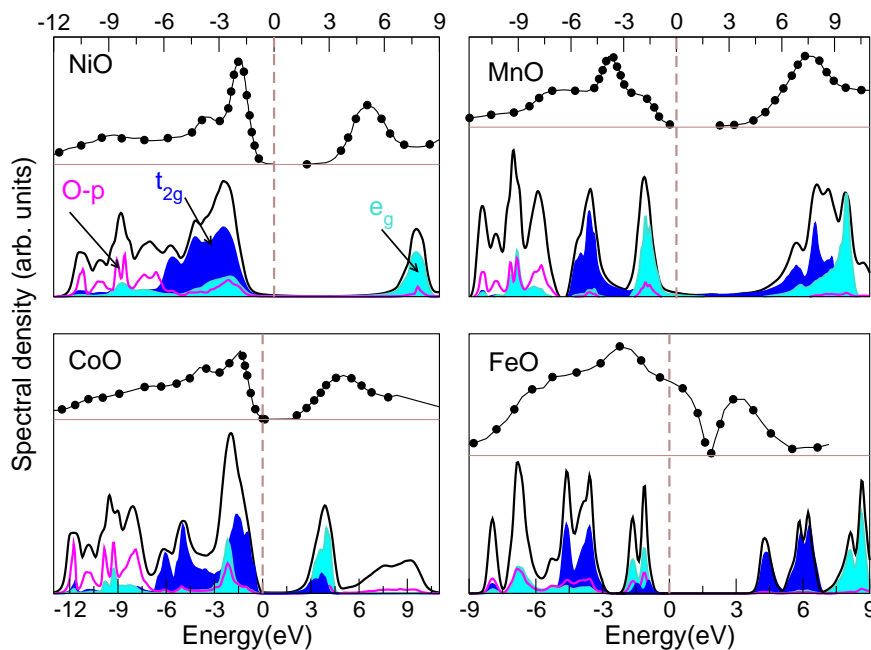 -12 -9 -6 -3 0 3 6 9
-9 -6 -3 0 3 6 9
NiO
MnO
O-p
t2g
eg
Spectral density (arb. units)
CoO
FeO
-12 -9 -6 -3 0 3 6 9
-9 -6 -3 0 3 6 9
Energy(eV)
Energy(eV)